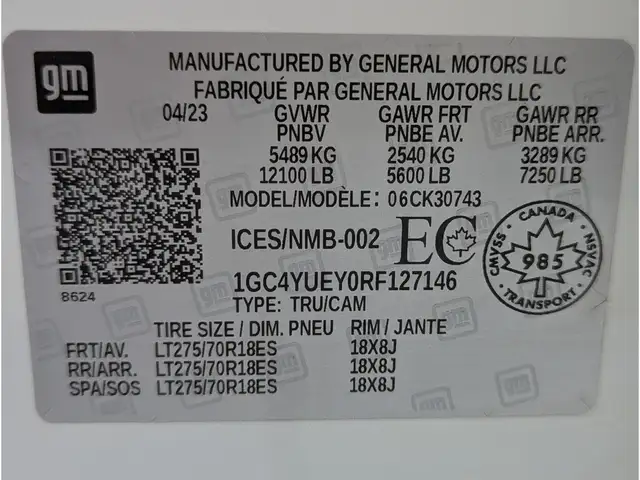 gm
MANUFACTURED BY GENERAL MOTORS LLC
FABRIQUÉ PAR GENERAL MOTORS LLC
04/23 GVWR GAWR FRT GAWR RR
PNBV PNBE AV. PNBE ARR.
5489 KG 2540 KG 3289 KG
12100 LB 5600 LB 7250 LB
MODEL/MODÈLE: 06CK30743
ICES/NMB-002 EC
CANADA
CMVSS 985 NSVAC
TRANSPORT
8624
1GC4YUEY0RF127146
TYPE: TRU/CAM
TIRE SIZE / DIM. PNEU RIM / JANTE
FRT/AV. LT275/70R18ES 18X8J
RR/ARR. LT275/70R18ES 18X8J
SPA/SOS LT275/70R18ES 18X8J